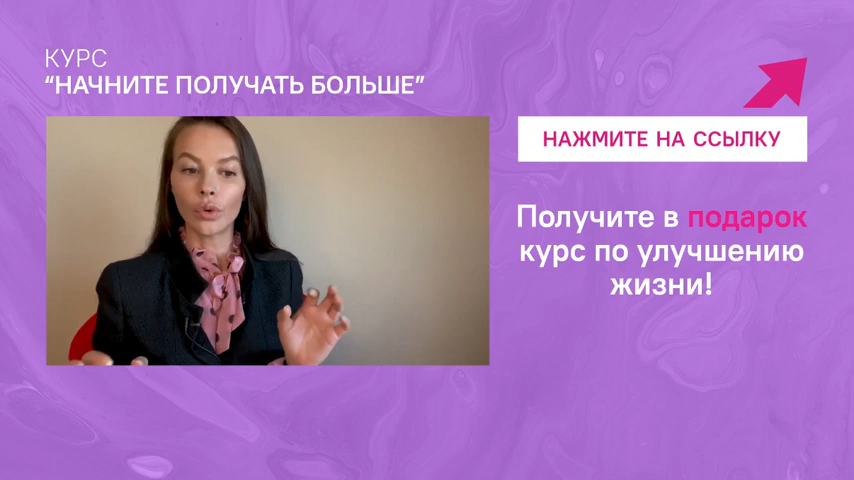 КУРС
“НАЧНИТЕ ПОЛУЧАТЬ БОЛЬШЕ”
НАЖМИТЕ НА ССЫЛКУ
Получите в подарок
курс по улучшению
жизни!